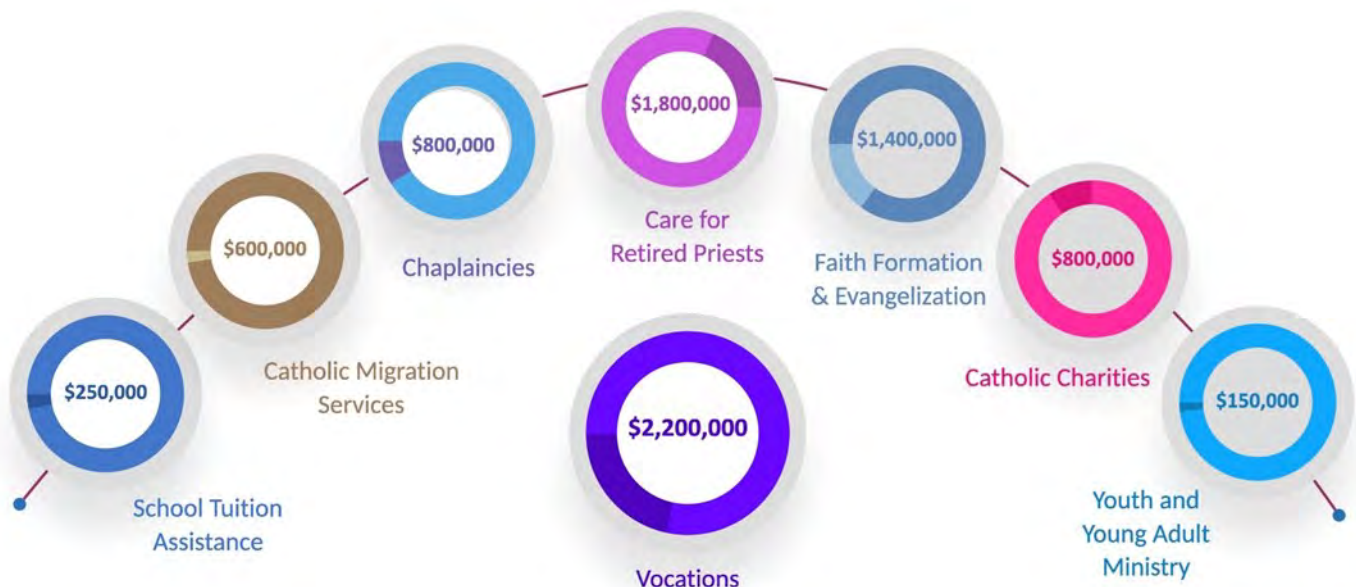 $250,000
School Tuition
Assistance
$600,000
Catholic Migration
Services
$800,000
Chaplaincies
$1,800,000
Care for
Retired Priests
$1,400,000
Faith Formation
& Evangelization
$800,000
Catholic Charities
$150,000
Youth and
Young Adult
Ministry
$2,200,000
Vocations